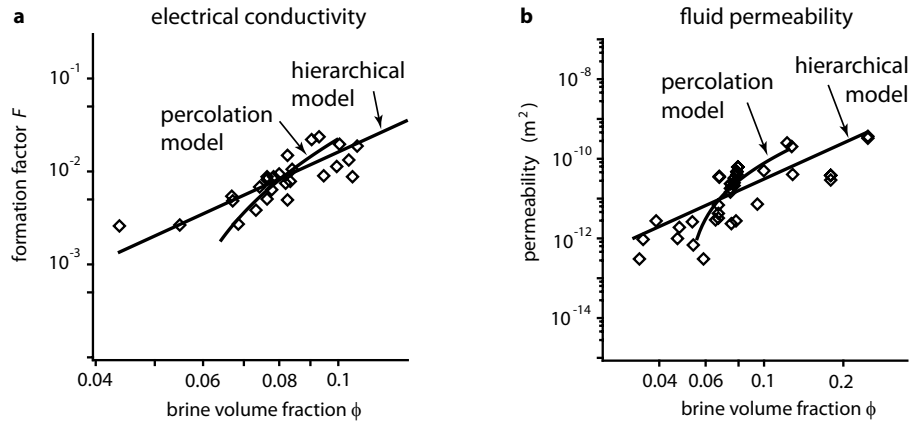 a
electrical conductivity
formation factor F
10⁻¹
10⁻²
10⁻³
hierarchical
model
percolation
model
0.04
0.06
0.08
0.1
brine volume fraction ϕ
b
fluid permeability
permeability (m²)
10⁻⁸
10⁻¹⁰
10⁻¹²
10⁻¹⁴
hierarchical
model
percolation
model
0.04
0.06
0.1
0.2
brine volume fraction ϕ